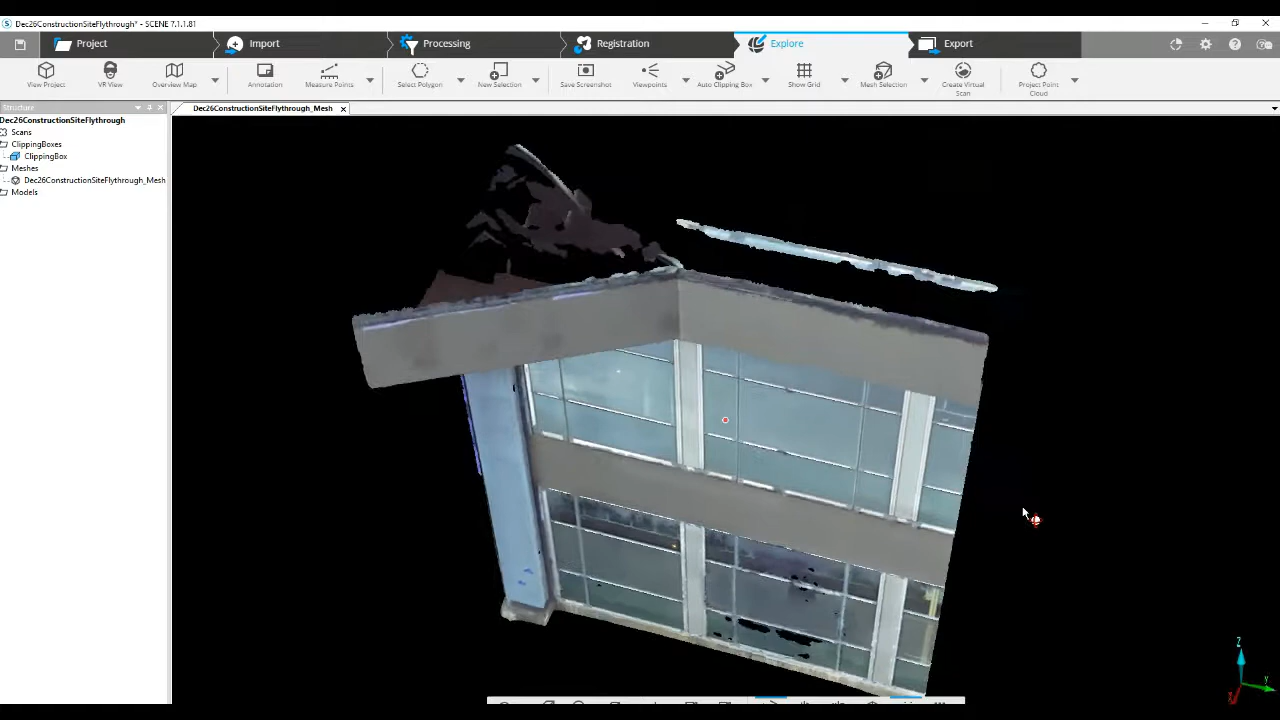 Dec26ConstructionSiteFlythrough* - SCENE 7.1.1.81
Project
Import
Processing
Registration
Explore
Export
View Project
VR View
Overview Map
Annotation
Measure Points
Select Polygon
New Selection
Save Screenshot
Viewpoints
Auto Clipping Box
Show Grid
Mesh Selection
Create Virtual
Scan
Project Point
Cloud
Structure
Dec26ConstructionSiteFlythrough_Mesh
Dec26ConstructionSiteFlythrough
Scans
ClippingBoxes
ClippingBox
Meshes
Dec26ConstructionSiteFlythrough_Mesh
Models
Z
y